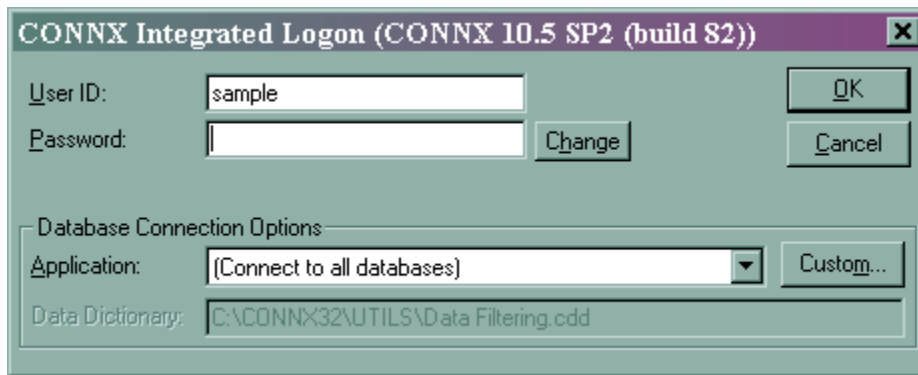 CONNX Integrated Logon (CONNX 10.5 SP2 (build 82))
User ID: sample OK
Password: Change Cancel
Database Connection Options
Application: (Connect to all databases) Custom...
Data Dictionary: C:\CONNX32\UTILS\Data Filtering.cdd